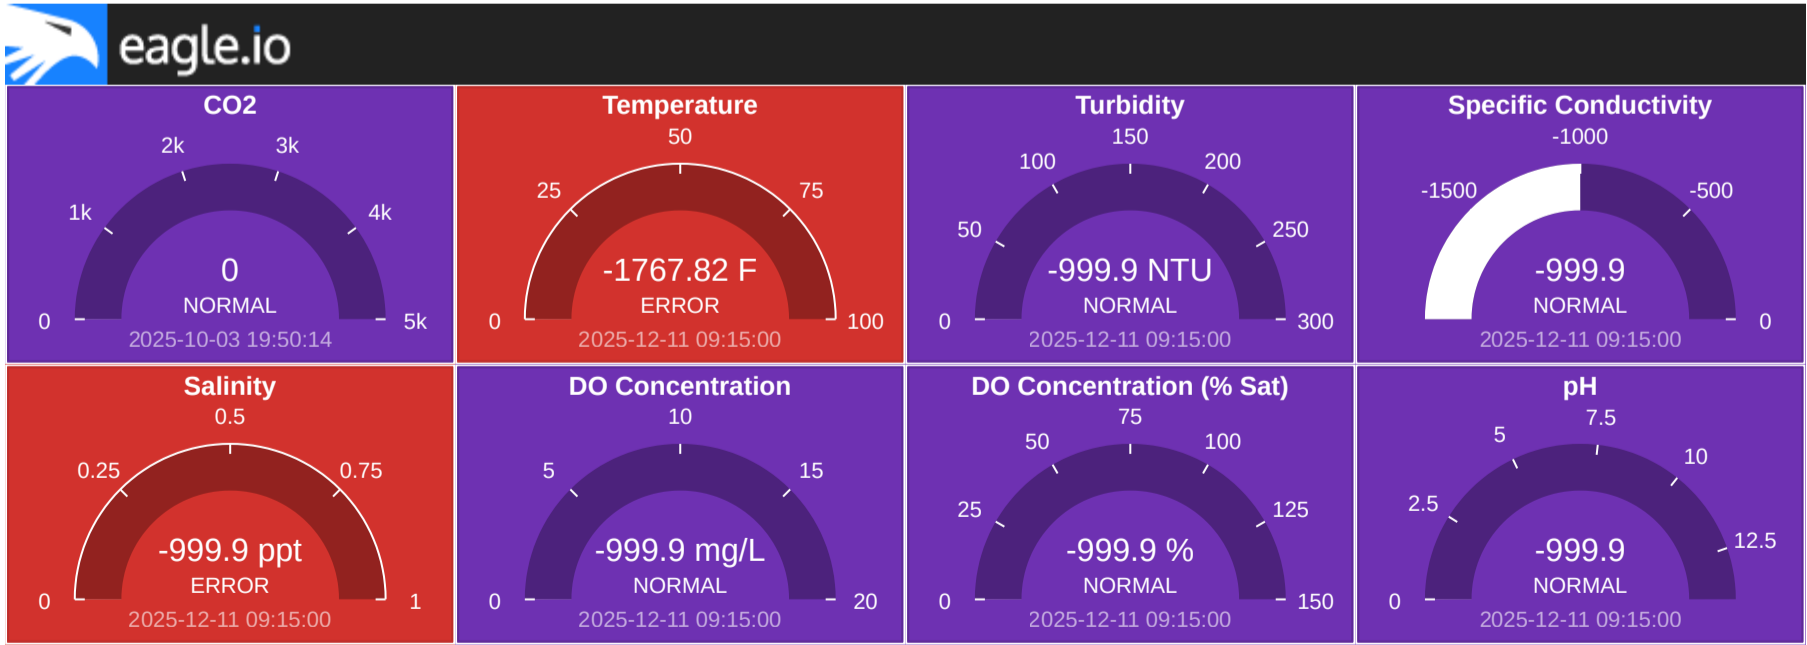 eagle.io
CO2
2k
3k
1k
4k
0
NORMAL
0
5k
2025-10-03 19:50:14
Temperature
50
25
75
-1767.82 F
ERROR
0
100
2025-12-11 09:15:00
Turbidity
150
100
200
50
250
-999.9 NTU
NORMAL
0
300
2025-12-11 09:15:00
Specific Conductivity
-1000
-1500
-500
-999.9
NORMAL
0
2025-12-11 09:15:00
Salinity
0.5
0.25
0.75
-999.9 ppt
ERROR
0
1
2025-12-11 09:15:00
DO Concentration
10
5
15
-999.9 mg/L
NORMAL
0
20
2025-12-11 09:15:00
DO Concentration (% Sat)
75
50
100
25
125
-999.9 %
NORMAL
0
150
2025-12-11 09:15:00
pH
7.5
5
10
2.5
12.5
-999.9
NORMAL
0
2025-12-11 09:15:00